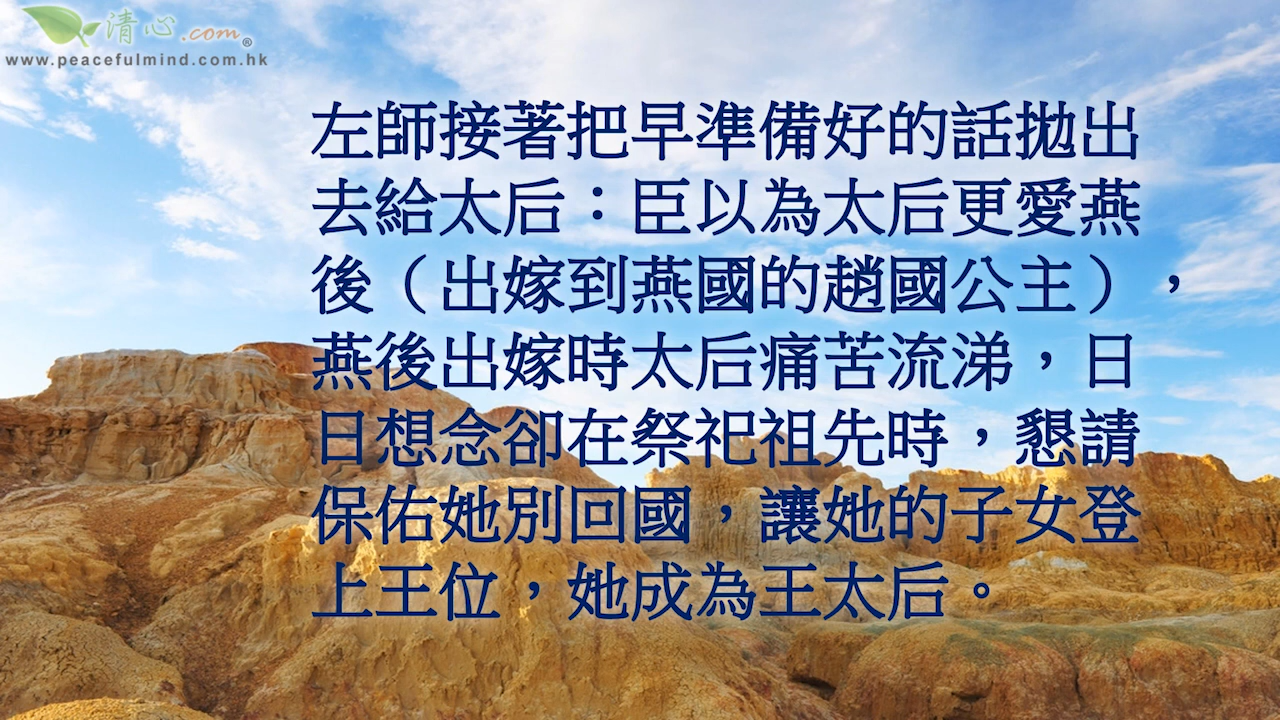 清心.com®
www.peacefulmind.com.hk
左師接著把早準備好的話拋出
去給太后：臣以為太后更愛燕
後（出嫁到燕國的趙國公主），
燕後出嫁時太后痛苦流涕，日
日想念卻在祭祀祖先時，懇請
保佑她別回國，讓她的子女登
上王位，她成為王太后。